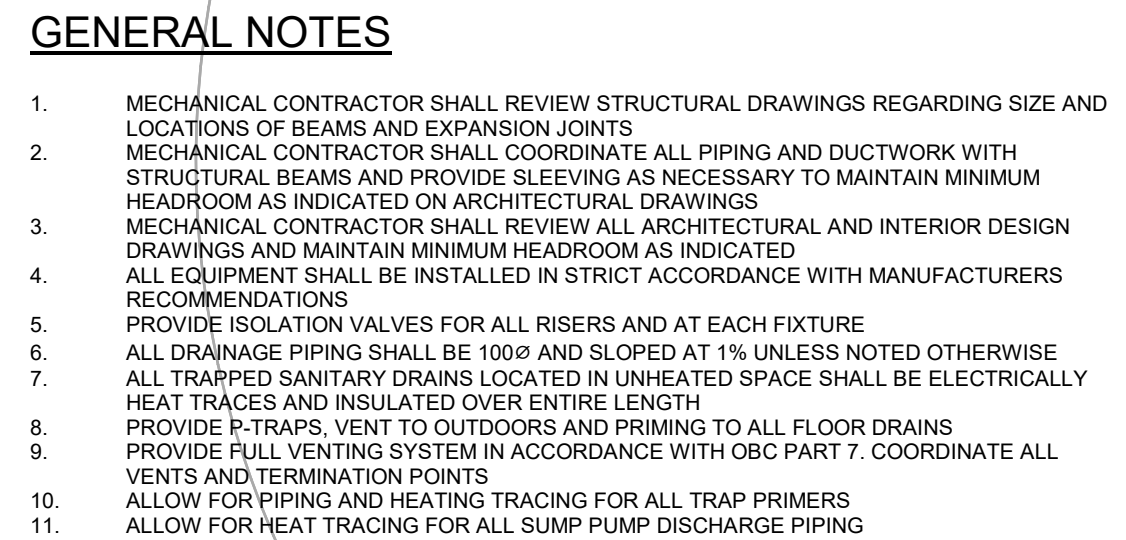 GENERAL NOTES
1. MECHANICAL CONTRACTOR SHALL REVIEW STRUCTURAL DRAWINGS REGARDING SIZE AND
LOCATIONS OF BEAMS AND EXPANSION JOINTS
2. MECHANICAL CONTRACTOR SHALL COORDINATE ALL PIPING AND DUCTWORK WITH
STRUCTURAL BEAMS AND PROVIDE SLEEVING AS NECESSARY TO MAINTAIN MINIMUM
HEADROOM AS INDICATED ON ARCHITECTURAL DRAWINGS
3. MECHANICAL CONTRACTOR SHALL REVIEW ALL ARCHITECTURAL AND INTERIOR DESIGN
DRAWINGS AND MAINTAIN MINIMUM HEADROOM AS INDICATED
4. ALL EQUIPMENT SHALL BE INSTALLED IN STRICT ACCORDANCE WITH MANUFACTURERS
RECOMMENDATIONS
5. PROVIDE ISOLATION VALVES FOR ALL RISERS AND AT EACH FIXTURE
6. ALL DRAINAGE PIPING SHALL BE 100∅ AND SLOPED AT 1% UNLESS NOTED OTHERWISE
7. ALL TRAPPED SANITARY DRAINS LOCATED IN UNHEATED SPACE SHALL BE ELECTRICALLY
HEAT TRACES AND INSULATED OVER ENTIRE LENGTH
8. PROVIDE P-TRAPS, VENT TO OUTDOORS AND PRIMING TO ALL FLOOR DRAINS
9. PROVIDE FULL VENTING SYSTEM IN ACCORDANCE WITH OBC PART 7. COORDINATE ALL
VENTS AND TERMINATION POINTS
10. ALLOW FOR PIPING AND HEATING TRACING FOR ALL TRAP PRIMERS
11. ALLOW FOR HEAT TRACING FOR ALL SUMP PUMP DISCHARGE PIPING